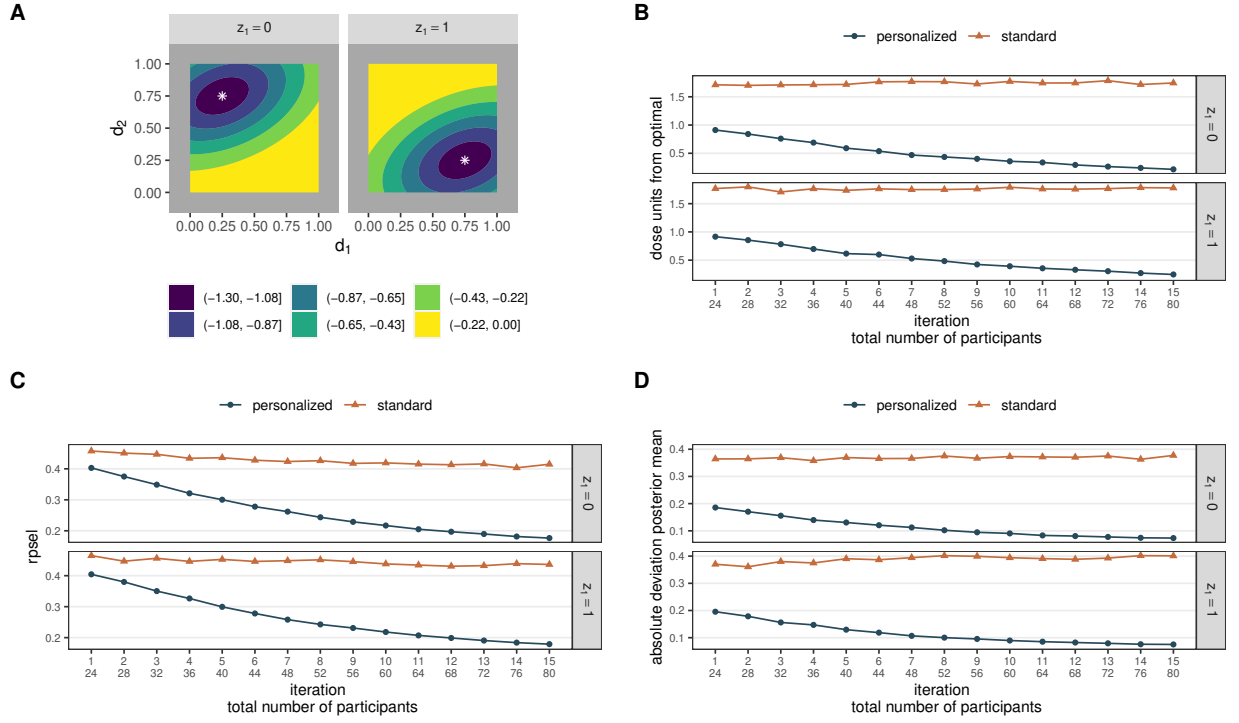 A
z₁ = 0
z₁ = 1
1.00
0.75
0.50
0.25
0.00
d₂
0.00 0.25 0.50 0.75 1.00 0.00 0.25 0.50 0.75 1.00
d₁
(−1.30, −1.08] (−0.87, −0.65] (−0.43, −0.22]
(−1.08, −0.87] (−0.65, −0.43] (−0.22, 0.00]
B
personalized standard
dose units from optimal
1.5
1.0
0.5
z₁ = 0
1.5
1.0
0.5
z₁ = 1
1 2 3 4 5 6 7 8 9 10 11 12 13 14 15
24 28 32 36 40 44 48 52 56 60 64 68 72 76 80
iteration
total number of participants
C
personalized standard
rpsel
0.4
0.3
0.2
z₁ = 0
0.4
0.3
0.2
z₁ = 1
1 2 3 4 5 6 7 8 9 10 11 12 13 14 15
24 28 32 36 40 44 48 52 56 60 64 68 72 76 80
iteration
total number of participants
D
personalized standard
absolute deviation posterior mean
0.4
0.3
0.2
0.1
z₁ = 0
0.4
0.3
0.2
0.1
z₁ = 1
1 2 3 4 5 6 7 8 9 10 11 12 13 14 15
24 28 32 36 40 44 48 52 56 60 64 68 72 76 80
iteration
total number of participants